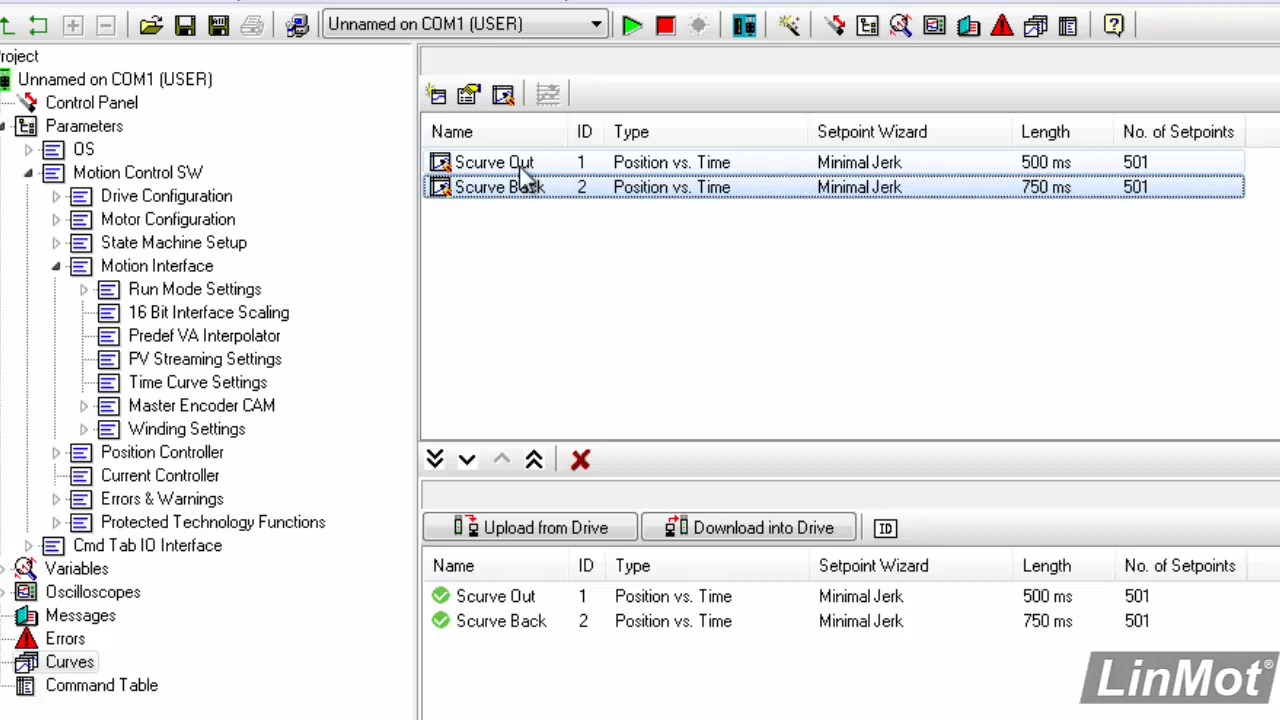 Unnamed on COM1 (USER)
roject
Unnamed on COM1 (USER)
Control Panel
Parameters
OS
Motion Control SW
Drive Configuration
Motor Configuration
State Machine Setup
Motion Interface
Run Mode Settings
16 Bit Interface Scaling
Predef VA Interpolator
PV Streaming Settings
Time Curve Settings
Master Encoder CAM
Winding Settings
Position Controller
Current Controller
Errors & Warnings
Protected Technology Functions
Cmd Tab IO Interface
Variables
Oscilloscopes
Messages
Errors
Curves
Command Table
Name ID Type Setpoint Wizard Length No. of Setpoints
Scurve Out 1 Position vs. Time Minimal Jerk 500 ms 501
Scurve Back 2 Position vs. Time Minimal Jerk 750 ms 501
Upload from Drive Download into Drive ID
Name ID Type Setpoint Wizard Length No. of Setpoints
Scurve Out 1 Position vs. Time Minimal Jerk 500 ms 501
Scurve Back 2 Position vs. Time Minimal Jerk 750 ms 501
LinMot®